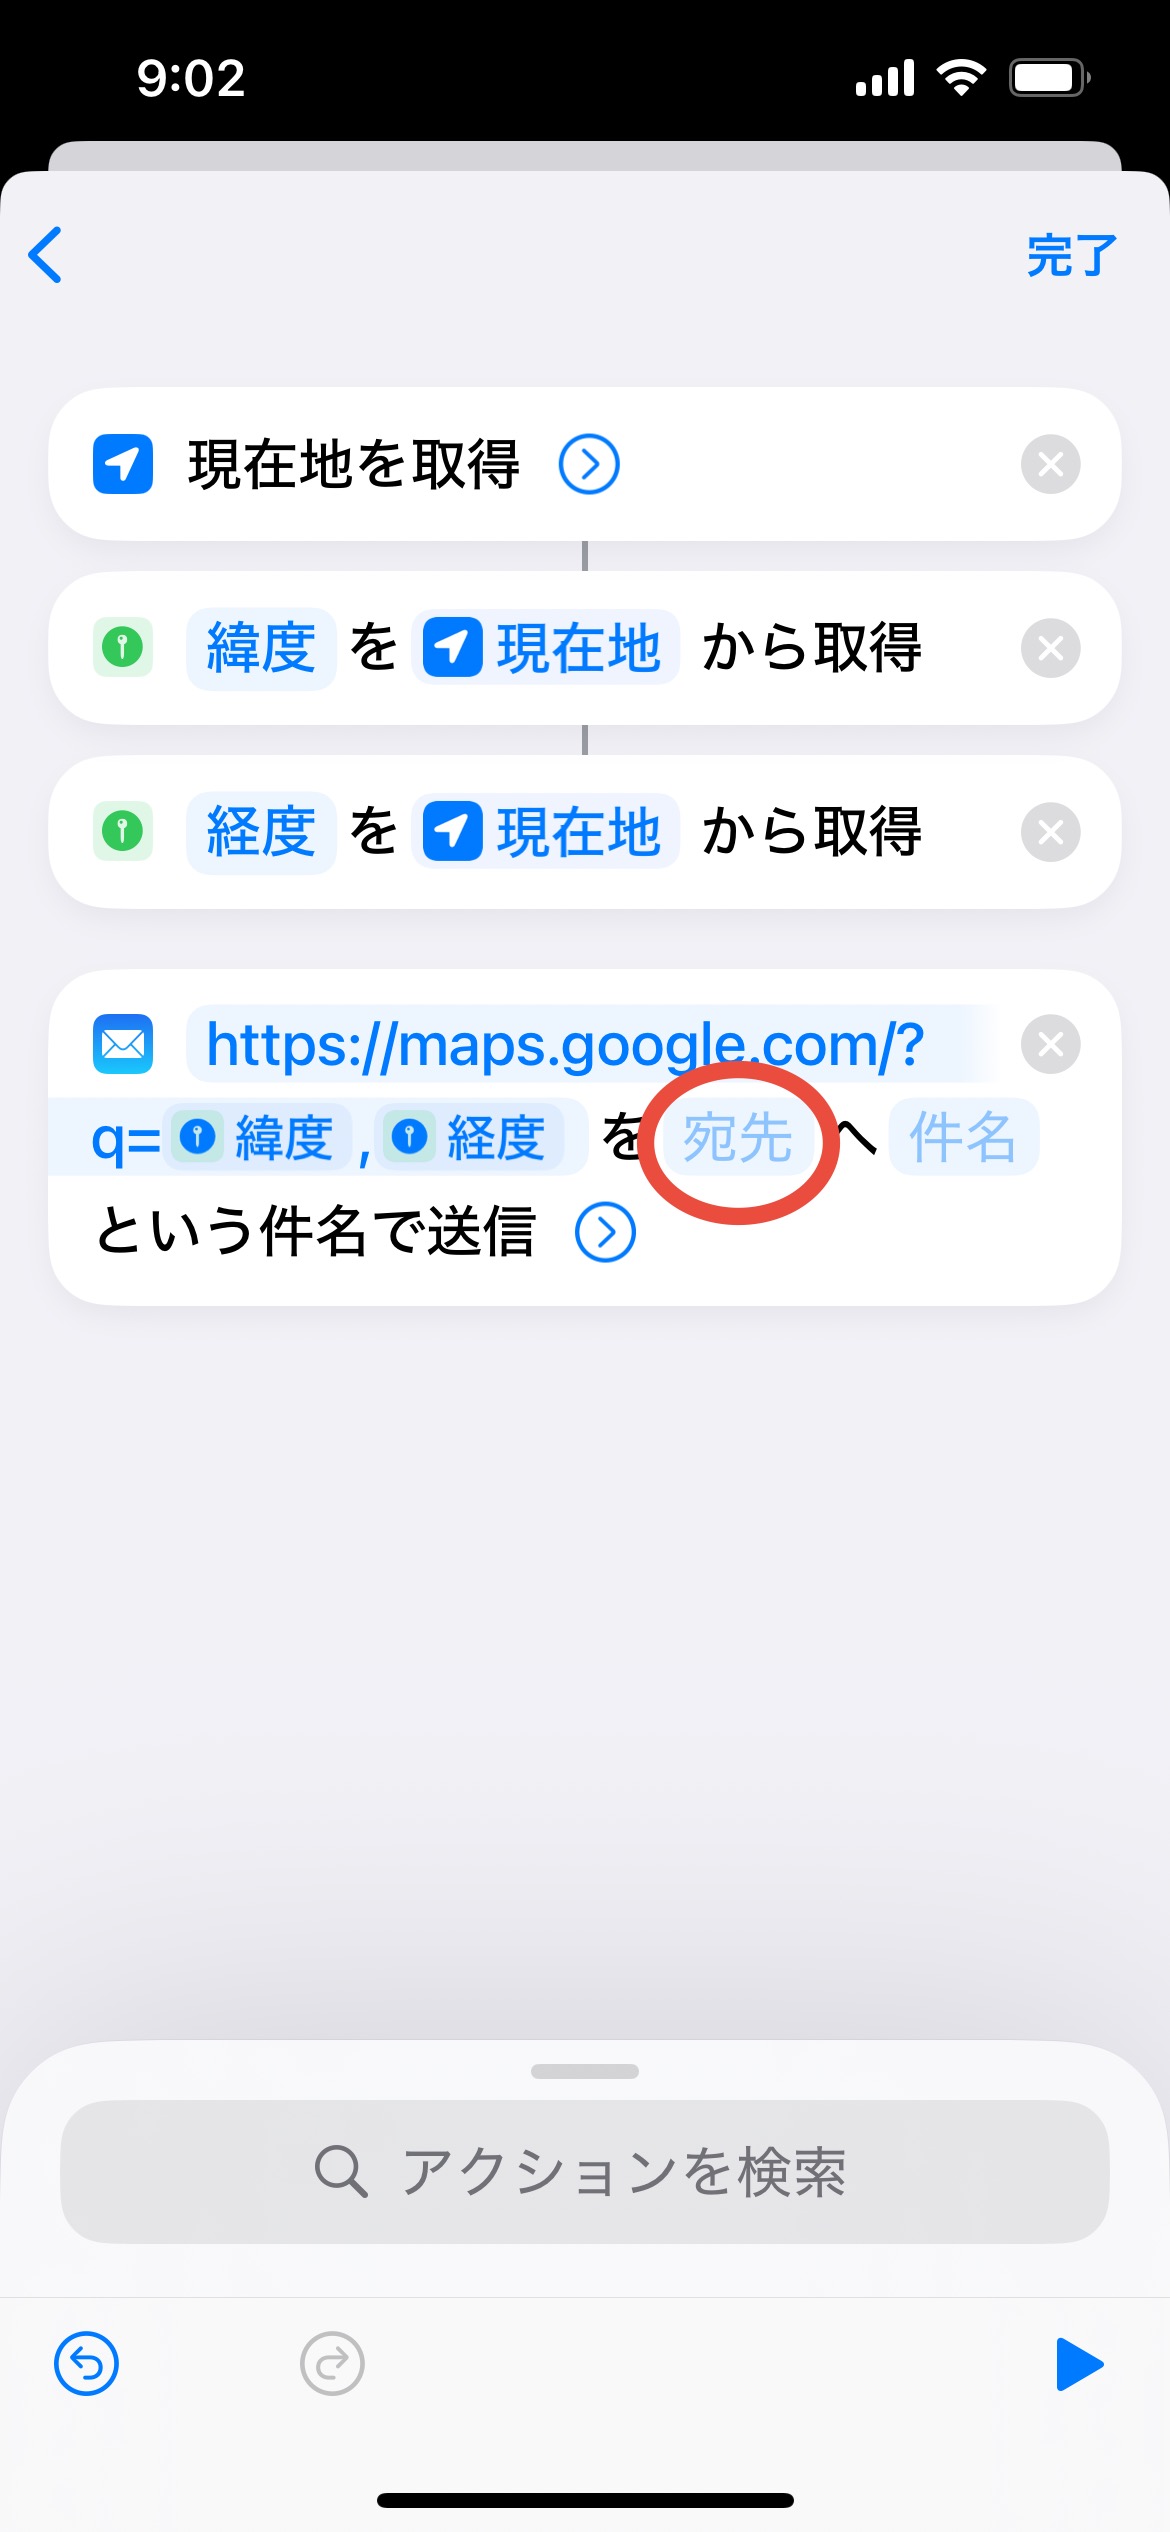 9:02
完了
現在地を取得
緯度 を 現在地 から取得
経度 を 現在地 から取得
https://maps.google.com/?
q=緯度,経度 を 宛先 へ 件名
という件名で送信
アクションを検索